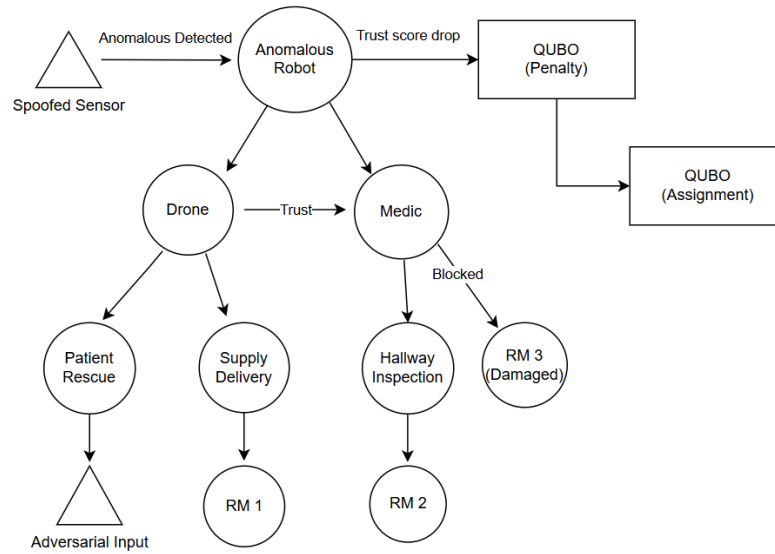 Anomalous Detected
Anomalous
Robot
Trust score drop
QUBO
(Penalty)
Spoofed Sensor
QUBO
(Assignment)
Drone
Trust
Medic
Blocked
Patient
Rescue
Supply
Delivery
Hallway
Inspection
RM 3
(Damaged)
RM 1
RM 2
Adversarial Input